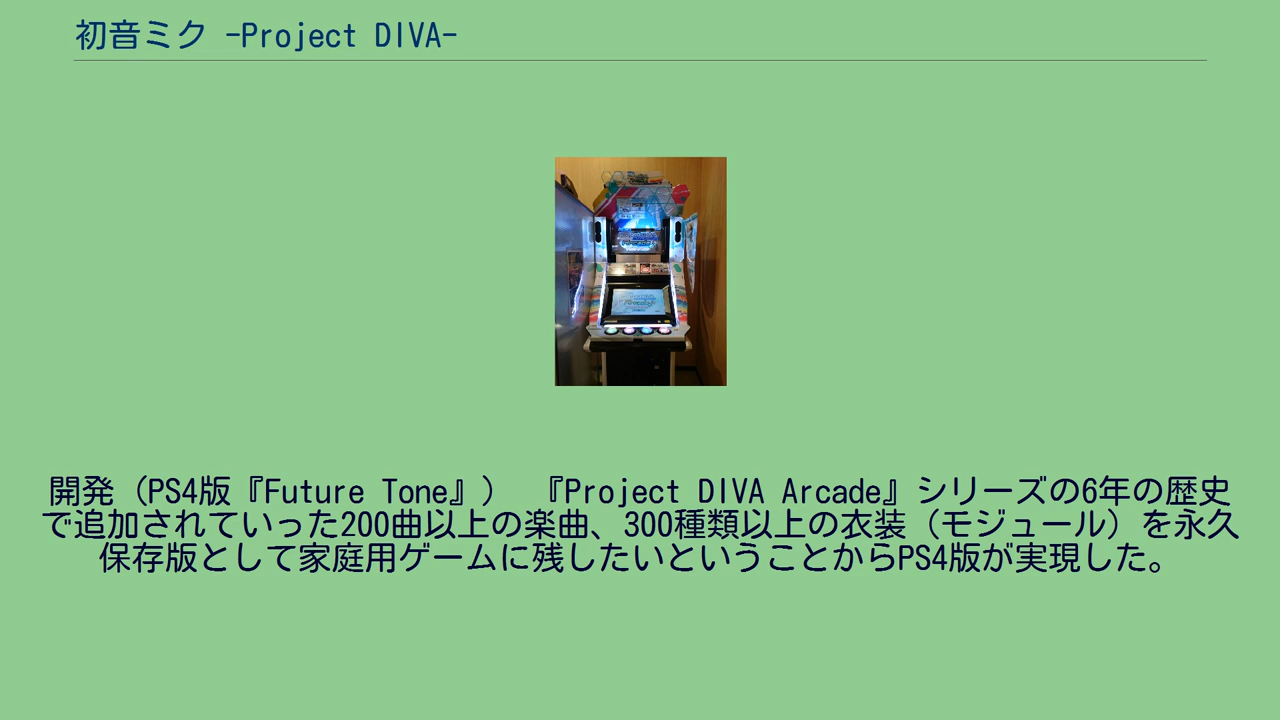 初音ミク -Project DIVA-
開発（PS4版『Future Tone』） 『Project DIVA Arcade』シリーズの6年の歴史
で追加されていった200曲以上の楽曲、300種類以上の衣装（モジュール）を永久
保存版として家庭用ゲームに残したいということからPS4版が実現した。